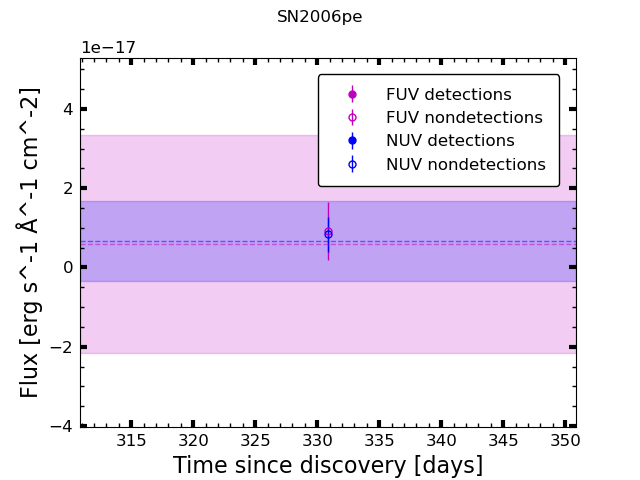 SN2006pe
1e−17
Flux [erg s^-1 Å^-1 cm^-2]
4
2
0
−2
−4
FUV detections
FUV nondetections
NUV detections
NUV nondetections
315 320 325 330 335 340 345 350
Time since discovery [days]